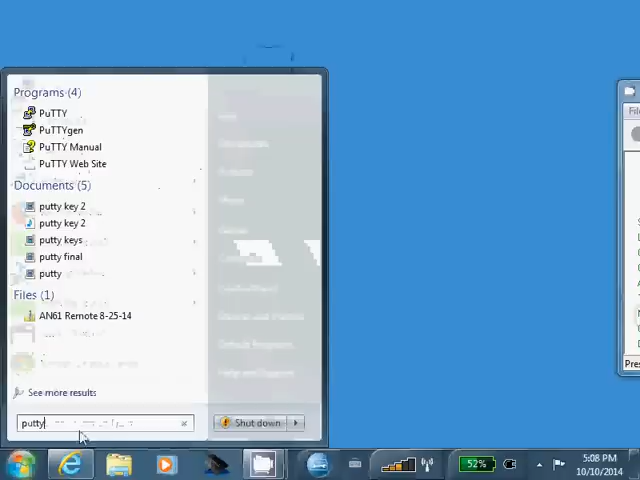 Programs (4)
PuTTY
PuTTYgen
PuTTY Manual
PuTTY Web Site
Documents (5)
putty key 2
putty key 2
putty keys
putty final
putty
Files (1)
AN61 Remote 8-25-14
See more results
putty
Shut down
52%
5:08 PM
10/10/2014